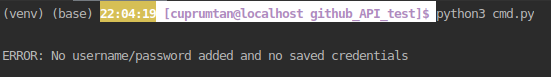 (venv) (base) 22:04:19 [cuprumtan@localhost github_API_test]$ python3 cmd.py
ERROR: No username/password added and no saved credentials